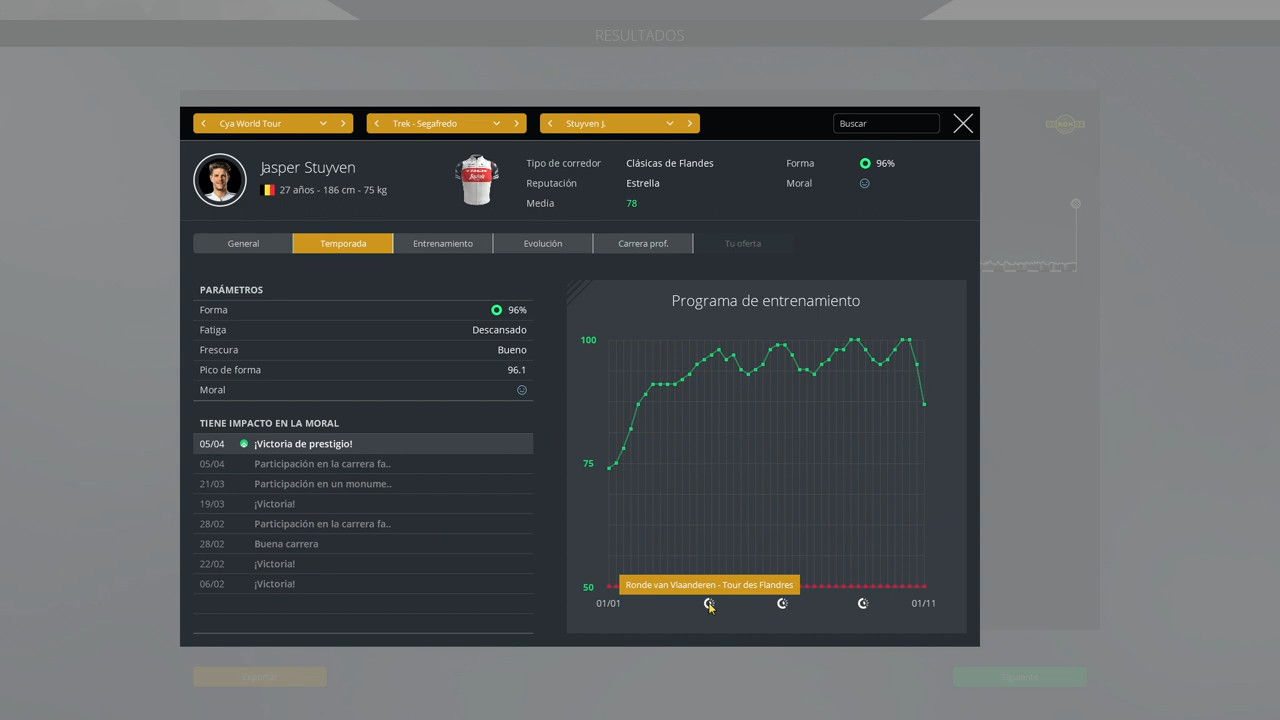 RESULTADOS
Cya World Tour
Trek - Segafredo
Stuyven J.
Buscar
Jasper Stuyven
27 años - 186 cm - 75 kg
Tipo de corredor Clásicas de Flandes
Reputación Estrella
Media 78
Forma 96%
Moral
General Temporada Entrenamiento Evolución Carrera prof. Tu oferta
PARÁMETROS
Forma 96%
Fatiga Descansado
Frescura Bueno
Pico de forma 96.1
Moral
TIENE IMPACTO EN LA MORAL
05/04 ¡Victoria de prestigio!
05/04 Participación en la carrera fa..
21/03 Participación en un monume..
19/03 ¡Victoria!
28/02 Participación en la carrera fa..
28/02 Buena carrera
22/02 ¡Victoria!
06/02 ¡Victoria!
Programa de entrenamiento
100
75
50
Ronde van Vlaanderen - Tour des Flandres
01/01 01/11